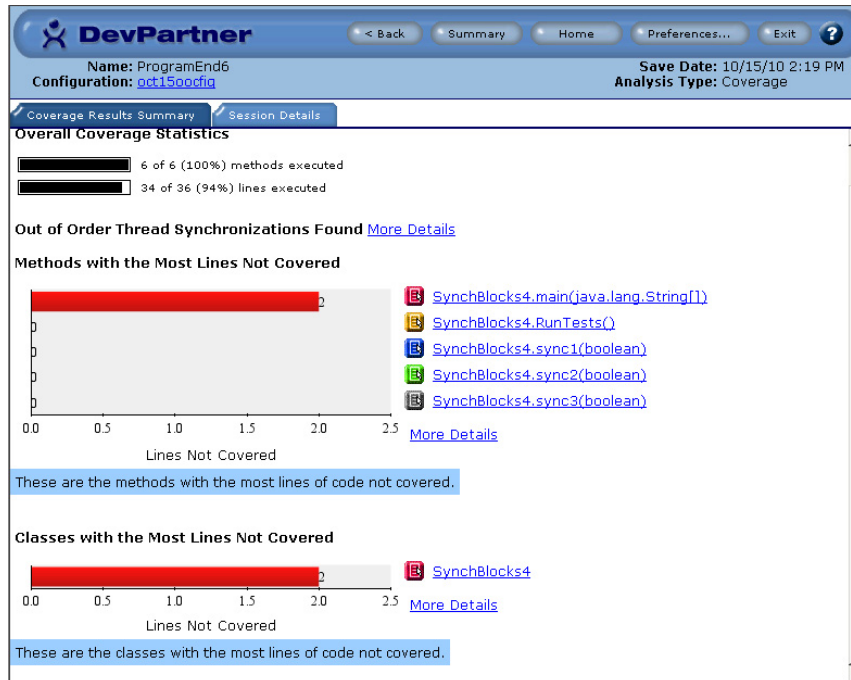 DevPartner
< Back Summary Home Preferences... Exit ?
Name: ProgramEnd6
Save Date: 10/15/10 2:19 PM
Configuration: oct15oocfig
Analysis Type: Coverage
Coverage Results Summary Session Details
Overall Coverage Statistics
6 of 6 (100%) methods executed
34 of 36 (94%) lines executed
Out of Order Thread Synchronizations Found More Details
Methods with the Most Lines Not Covered
2 SynchBlocks4.main(java.lang.String[])
0 SynchBlocks4.RunTests()
0 SynchBlocks4.sync1(boolean)
0 SynchBlocks4.sync2(boolean)
0 SynchBlocks4.sync3(boolean)
0.0 0.5 1.0 1.5 2.0 2.5
More Details
Lines Not Covered
These are the methods with the most lines of code not covered.
Classes with the Most Lines Not Covered
2 SynchBlocks4
0.0 0.5 1.0 1.5 2.0 2.5
More Details
Lines Not Covered
These are the classes with the most lines of code not covered.